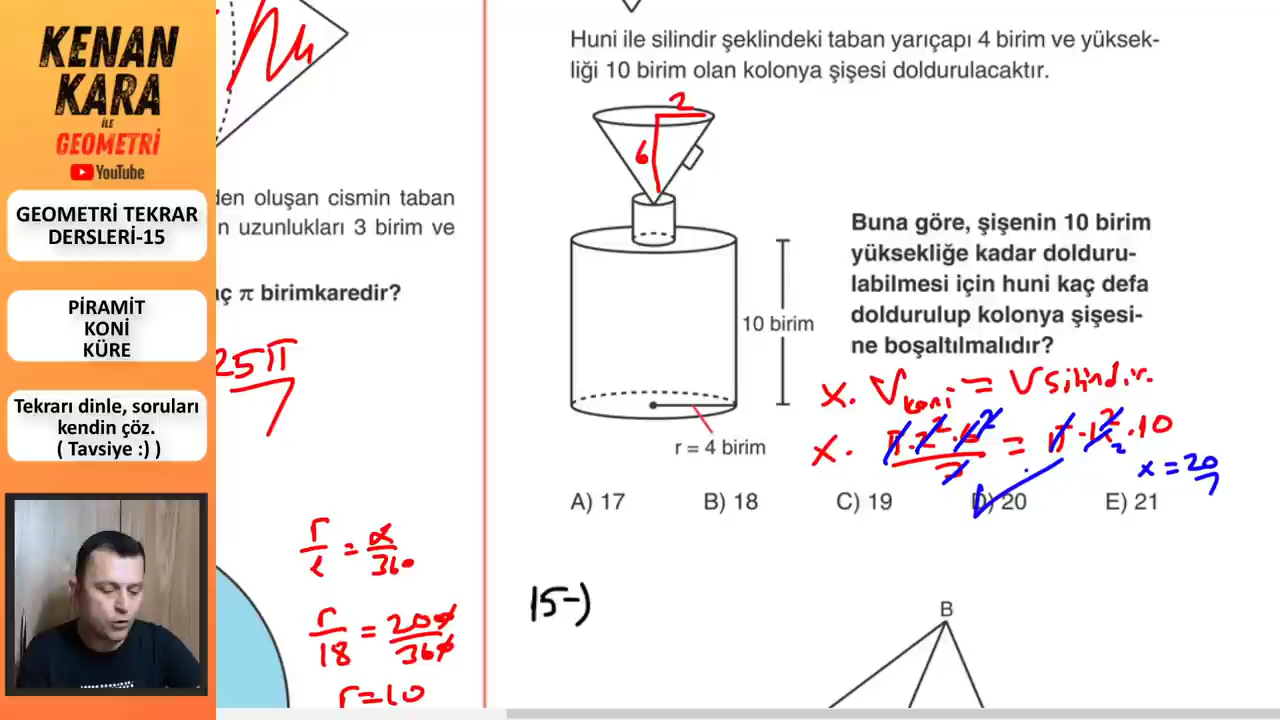 KENAN
KARA
İLE
GEOMETRİ
YouTube
GEOMETRİ TEKRAR
DERSLERİ-15
PİRAMİT
KONİ
KÜRE
Tekrarı dinle, soruları
kendin çöz.
( Tavsiye :) )
den oluşan cismin taban
n uzunlukları 3 birim ve
aç π birimkaredir?
25π
r/l = α/360
r/18 = 200/360
r=10
Huni ile silindir şeklindeki taban yarıçapı 4 birim ve yüksek-
liği 10 birim olan kolonya şişesi doldurulacaktır.
2
6
10 birim
r = 4 birim
Buna göre, şişenin 10 birim
yüksekliğe kadarólduru-
labilmesi için huni kaç defa
doldurulup kolonya şişesi-
ne boşaltılmalıdır?
x. Vkoni = Vsilindir.
x = 20
A) 17 B) 18 C) 19 D) 20 E) 21
15-)
B